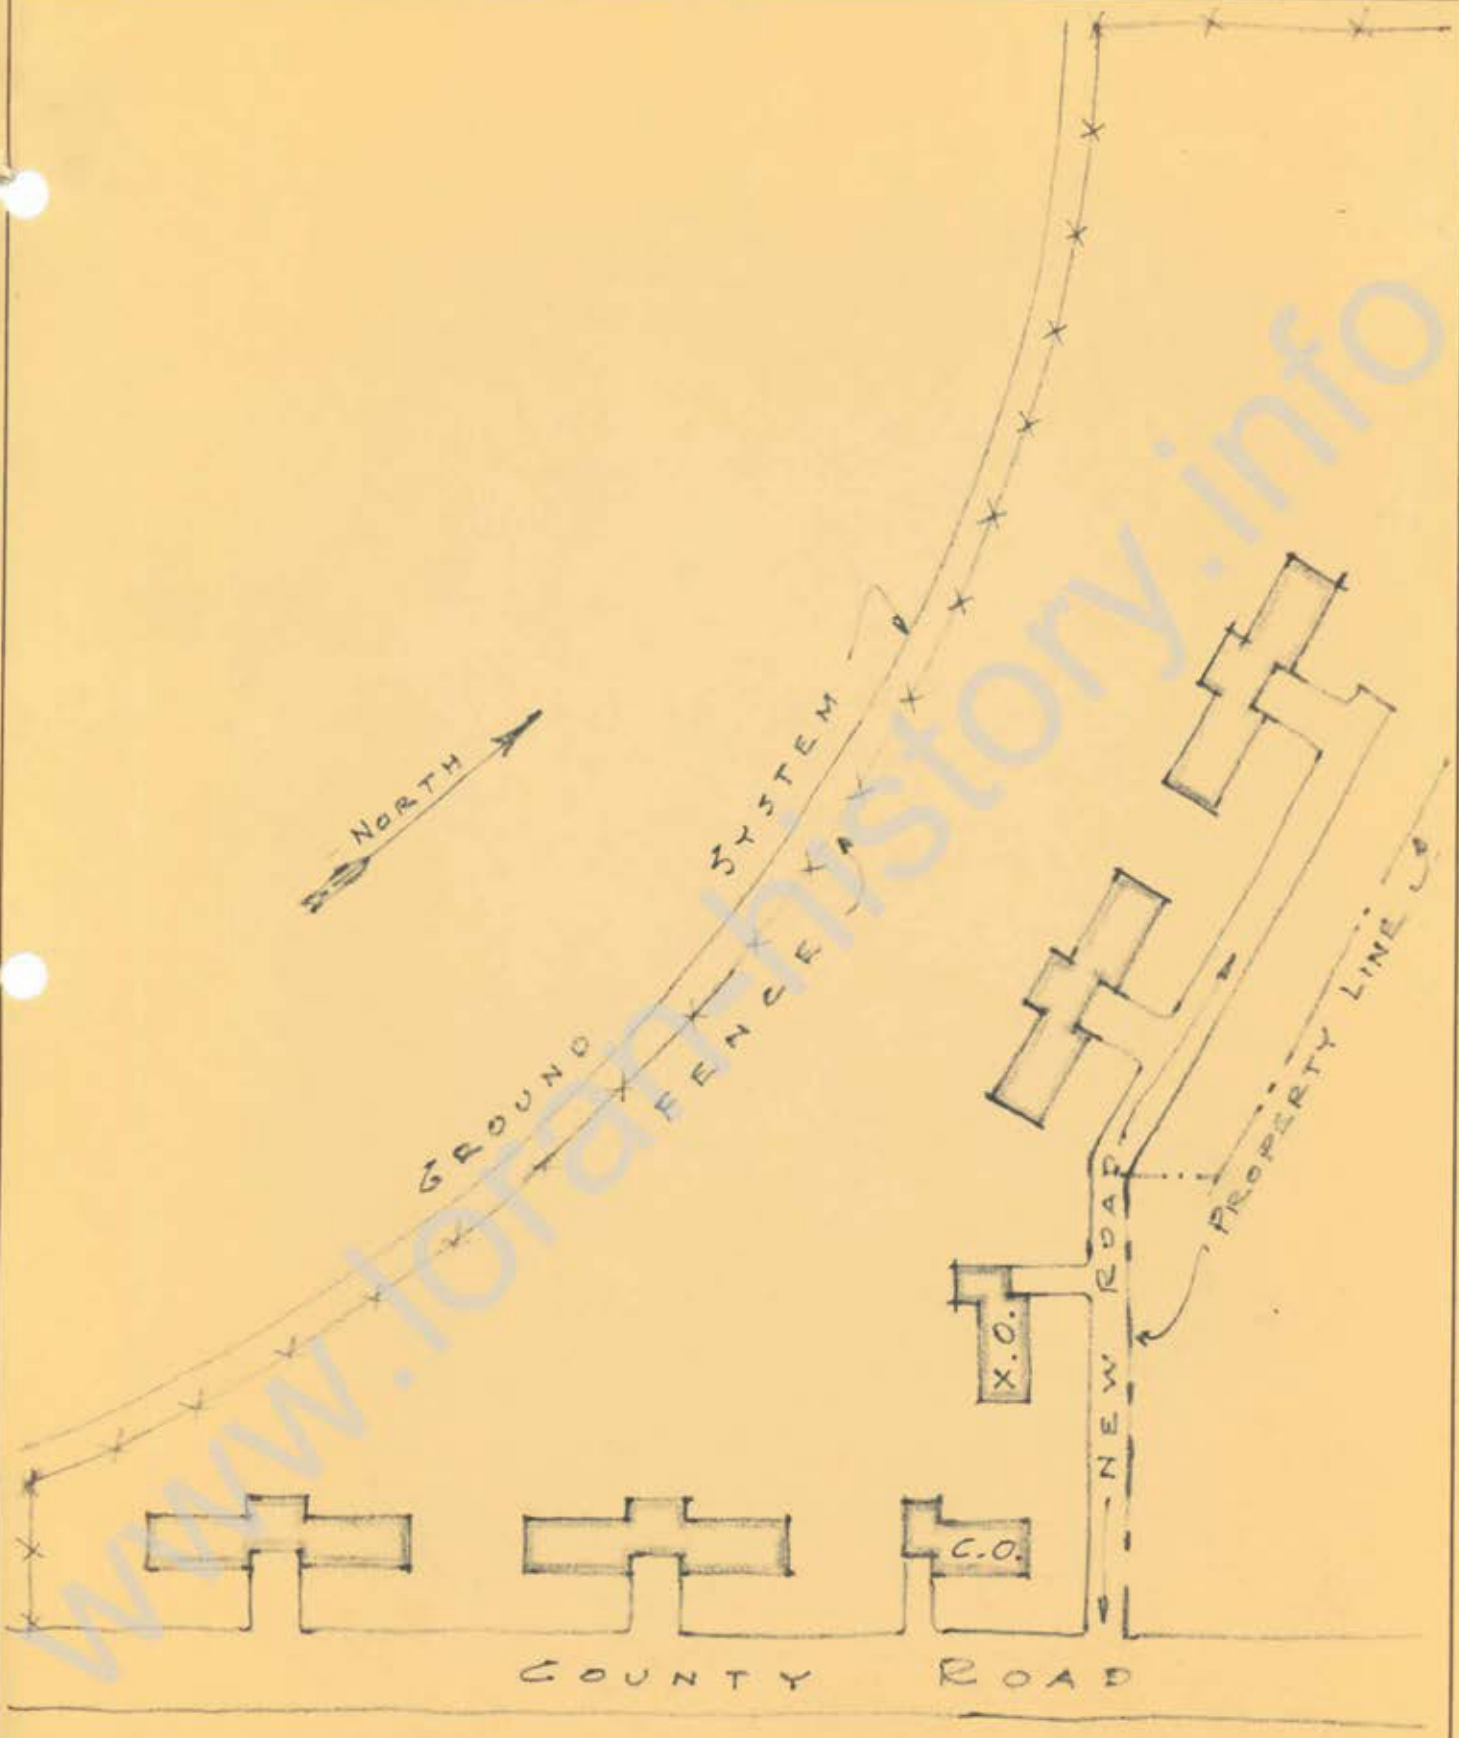 NORTH
GROUND SYSTEM
FENCE
PROPERTY LINE
NEW ROAD
X.O.
C.O.
COUNTY ROAD
www.loran-history.info